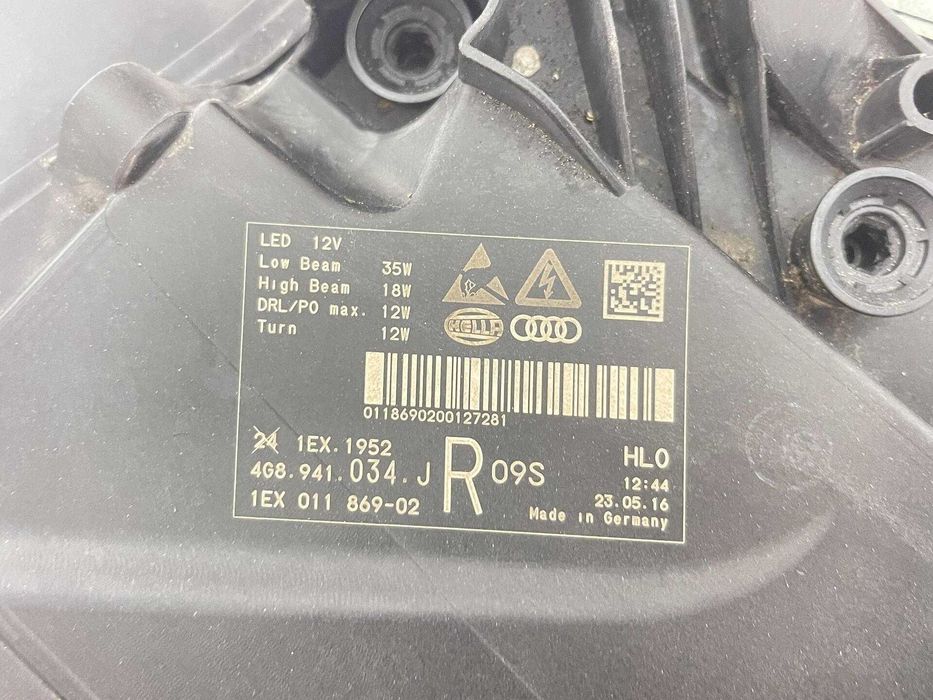 LED 12V
Low Beam 35W
High Beam 18W
DRL/PO max. 12W
Turn 12W
HELLA
0118690200127281
24 1EX.1952
4G8.941.034.J R 09S
1EX 011 869-02
HL0
12:44
23.05.16
Made in Germany